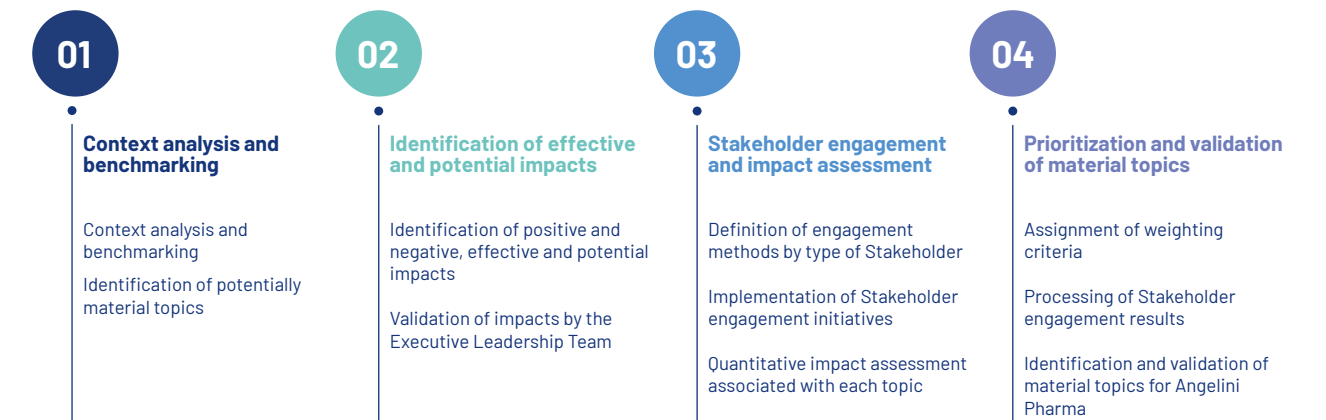 01
Context analysis and
benchmarking
Context analysis and
benchmarking
Identification of potentially
material topics
02
Identification of effective
and potential impacts
Identification of positive and
negative, effective and potential
impacts
Validation of impacts by the
Executive Leadership Team
03
Stakeholder engagement
and impact assessment
Definition of engagement
methods by type of Stakeholder
Implementation of Stakeholder
engagement initiatives
Quantitative impact assessment
associated with each topic
04
Prioritization and validation
of material topics
Assignment of weighting
criteria
Processing of Stakeholder
engagement results
Identification and validation of
material topics for Angelini
Pharma